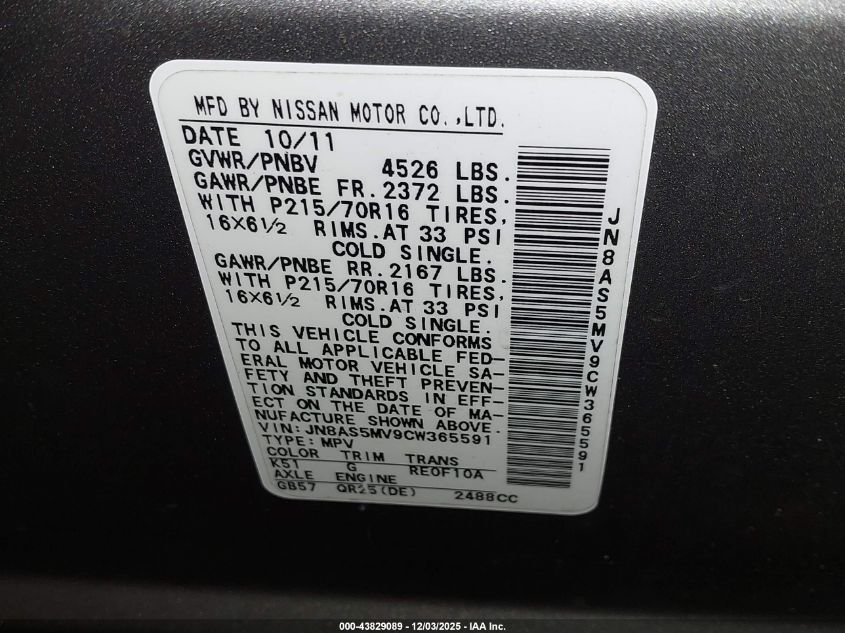 MFD BY NISSAN MOTOR CO.,LTD.
DATE 10/11
GVWR/PNBV 4526 LBS.
GAWR/PNBE FR.2372 LBS.
WITH P215/70R16 TIRES,
16X6½ RIMS.AT 33 PSI
COLD SINGLE.
GAWR/PNBE RR.2167 LBS.
WITH P215/70R16 TIRES,
16X6½ RIMS.AT 33 PSI
COLD SINGLE.
THIS VEHICLE CONFORMS
TO ALL APPLICABLE FED-
ERAL MOTOR VEHICLE SA-
FETY AND THEFT PREVEN-
TION STANDARDS IN EFF-
ECT ON THE DATE OF MA-
NUFACTURE SHOWN ABOVE.
VIN:JN8AS5MV9CW365591
TYPE:MPV
COLOR TRIM TRANS
K51 G RE0F10A
AXLE ENGINE
GB57 QR25(DE) 2488CC
JN8AS5MV9CW365591
000-43829089 - 12/03/2025 - IAA Inc.